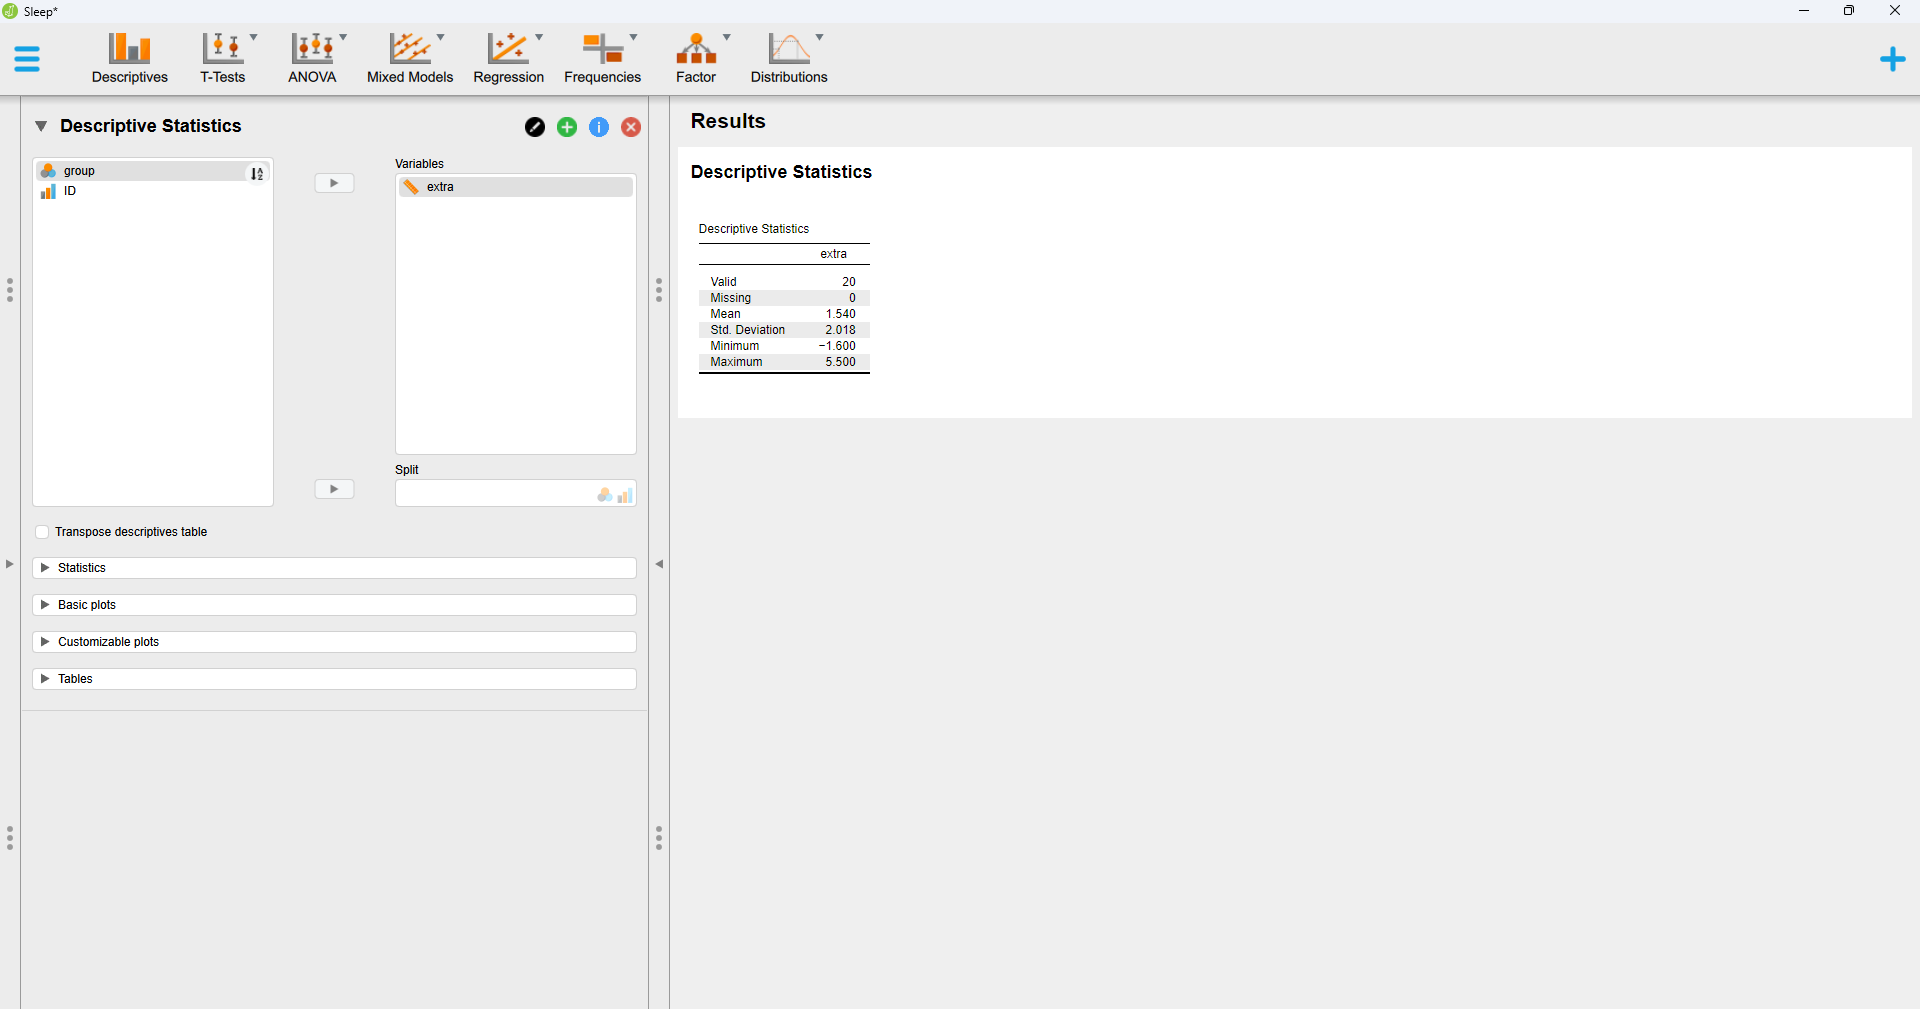 Sleep*
Descriptives
T-Tests
ANOVA
Mixed Models
Regression
Frequencies
Factor
Distributions
Descriptive Statistics
group
ID
Variables
extra
Split
Transpose descriptives table
Statistics
Basic plots
Customizable plots
Tables
Results
Descriptive Statistics
Descriptive Statistics
extra
Valid 20
Missing 0
Mean 1.540
Std. Deviation 2.018
Minimum −1.600
Maximum 5.500